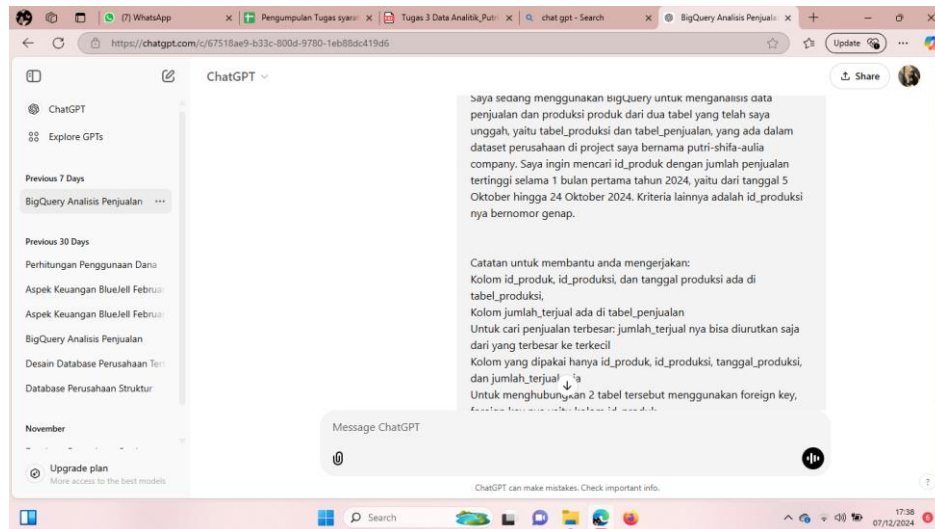 (7) WhatsApp
Pengumpulan Tugas syara
Tugas 3 Data Analitik_Putri
chat gpt - Search
BigQuery Analisis Penjuala
https://chatgpt.com/c/67518ae9-b33c-800d-9780-1eb88dc419d6
Update
ChatGPT
Share
ChatGPT
Explore GPTs
Previous 7 Days
BigQuery Analisis Penjualan
Previous 30 Days
Perhitungan Penggunaan Dana
Aspek Keuangan BlueJell Februar
Aspek Keuangan BlueJell Februar
BigQuery Analisis Penjualan
Desain Database Perusahaan Ter
Database Perusahaan Struktur
November
Upgrade plan
More access to the best models
Saya sedang menggunakan BigQuery untuk menganalisis data
penjualan dan produksi produk dari dua tabel yang telah saya
unggah, yaitu tabel_produksi dan tabel_penjualan, yang ada dalam
dataset perusahaan di project saya bernama putri-shifa-aulia
company. Saya ingin mencari id_produk dengan jumlah penjualan
tertinggi selama 1 bulan pertama tahun 2024, yaitu dari tanggal 5
Oktober hingga 24 Oktober 2024. Kriteria lainnya adalah id_produksi
nya bernomor genap.
Catatan untuk membantu anda mengerjakan:
Kolom id_produk, id_produksi, dan tanggal produksi ada di
tabel_produksi,
Kolom jumlah_terjual ada di tabel_penjualan
Untuk cari penjualan terbesar: jumlah_terjual nya bisa diurutkan saja
dari yang terbesar ke terkecil
Kolom yang dipakai hanya id_produk, id_produksi, tanggal_produksi,
dan jumlah_terjual
Untuk menghubungkan 2 tabel tersebut menggunakan foreign key,
Message ChatGPT
ChatGPT can make mistakes. Check important info.
?
Search
17:38
07/12/2024